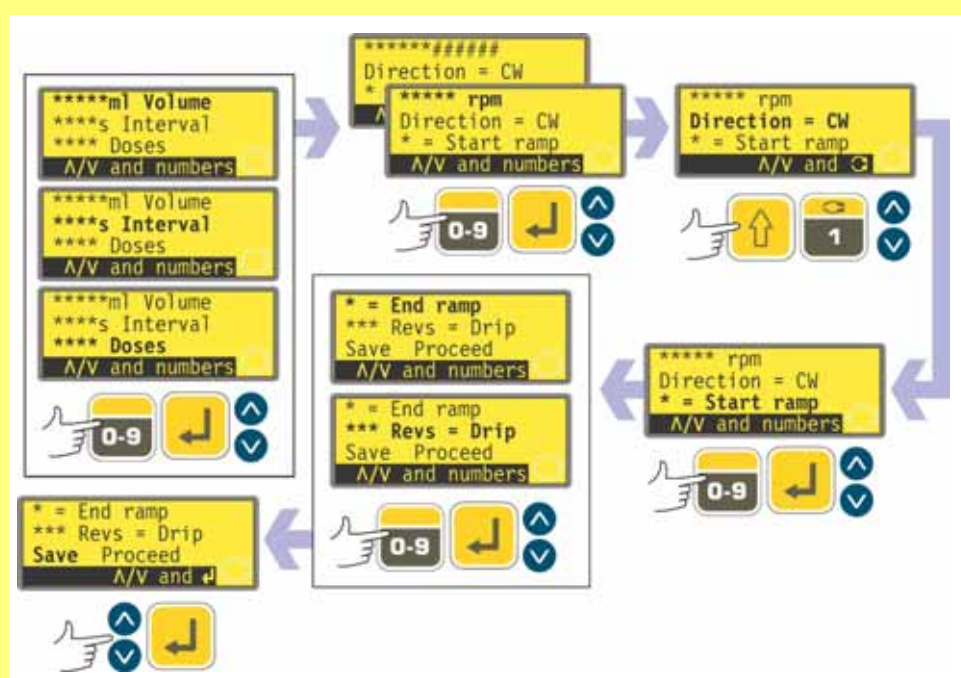 *****ml Volume
****s Interval
**** Doses
Λ/V and numbers
*****ml Volume
****s Interval
**** Doses
Λ/V and numbers
*****ml Volume
****s Interval
**** Doses
Λ/V and numbers
0-9
******######
Direction = CW
*
Λ
***** rpm
Direction = CW
* = Start ramp
Λ/V and numbers
0-9
***** rpm
Direction = CW
* = Start ramp
Λ/V and
1
***** rpm
Direction = CW
* = Start ramp
Λ/V and numbers
0-9
* = End ramp
*** Revs = Drip
Save Proceed
Λ/V and numbers
* = End ramp
*** Revs = Drip
Save Proceed
Λ/V and numbers
0-9
* = End ramp
*** Revs = Drip
Save Proceed
Λ/V and ↵